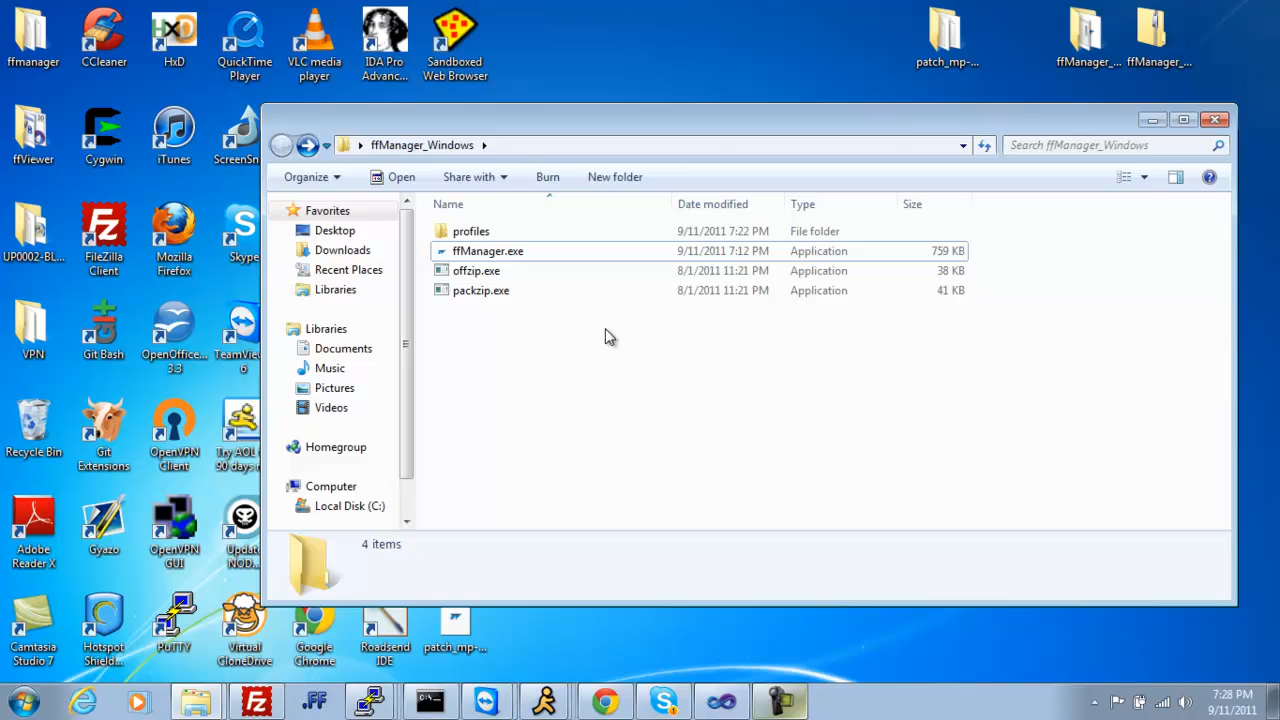 ffmanager
CCleaner
HxD
QuickTime Player
VLC media player
IDA Pro Advanc...
Sandboxed Web Browser
patch_mp-...
ffManager_...
ffManager_...
ffViewer
Cygwin
iTunes
ScreenSn
UP0002-BL...
FileZilla Client
Mozilla Firefox
Skype
VPN
Git Bash
OpenOffice... 3.3
TeamVie 6
Recycle Bin
Git Extensions
OpenVPN Client
Try AOL 90 days
Adobe Reader X
Gyazo
OpenVPN GUI
Updat NOD...
Camtasia Studio 7
Hotspot Shield...
PuTTY
Virtual CloneDrive
Google Chrome
Roadsend IDE
patch_mp-...
ffManager_Windows
Search ffManager_Windows
Organize Open Share with Burn New folder
Name Date modified Type Size
profiles 9/11/2011 7:22 PM File folder
ffManager.exe 9/11/2011 7:12 PM Application 759 KB
offzip.exe 8/1/2011 11:21 PM Application 38 KB
packzip.exe 8/1/2011 11:21 PM Application 41 KB
Favorites
Desktop
Downloads
Recent Places
Libraries
Libraries
Documents
Music
Pictures
Videos
Homegroup
Computer
Local Disk (C:)
4 items
.FF
7:28 PM
9/11/2011